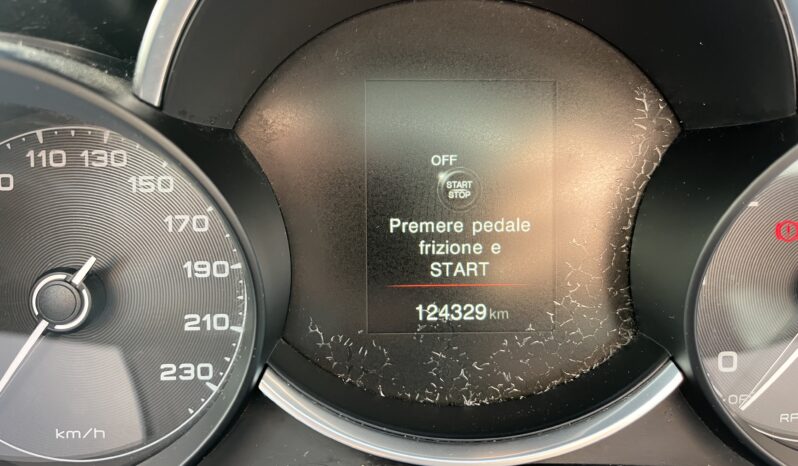 110
130
150
170
190
210
230
km/h
OFF
START
STOP
Premere pedale
frizione e
START
124329 km
0